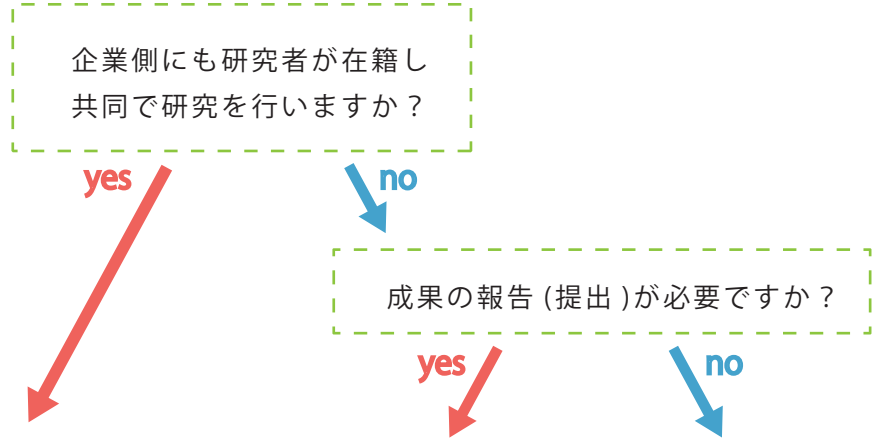 企業側にも研究者が在籍し
共同で研究を行いますか？
yes
no
成果の報告(提出)が必要ですか？
yes
no